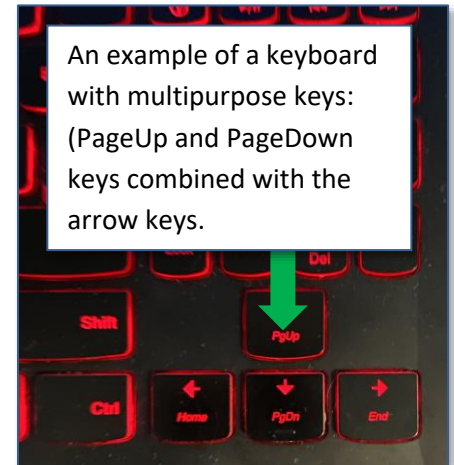 An example of a keyboard
with multipurpose keys:
(PageUp and PageDown
keys combined with the
arrow keys.
Del
Shift
PgUp
Ctrl
Home
PgDn
End